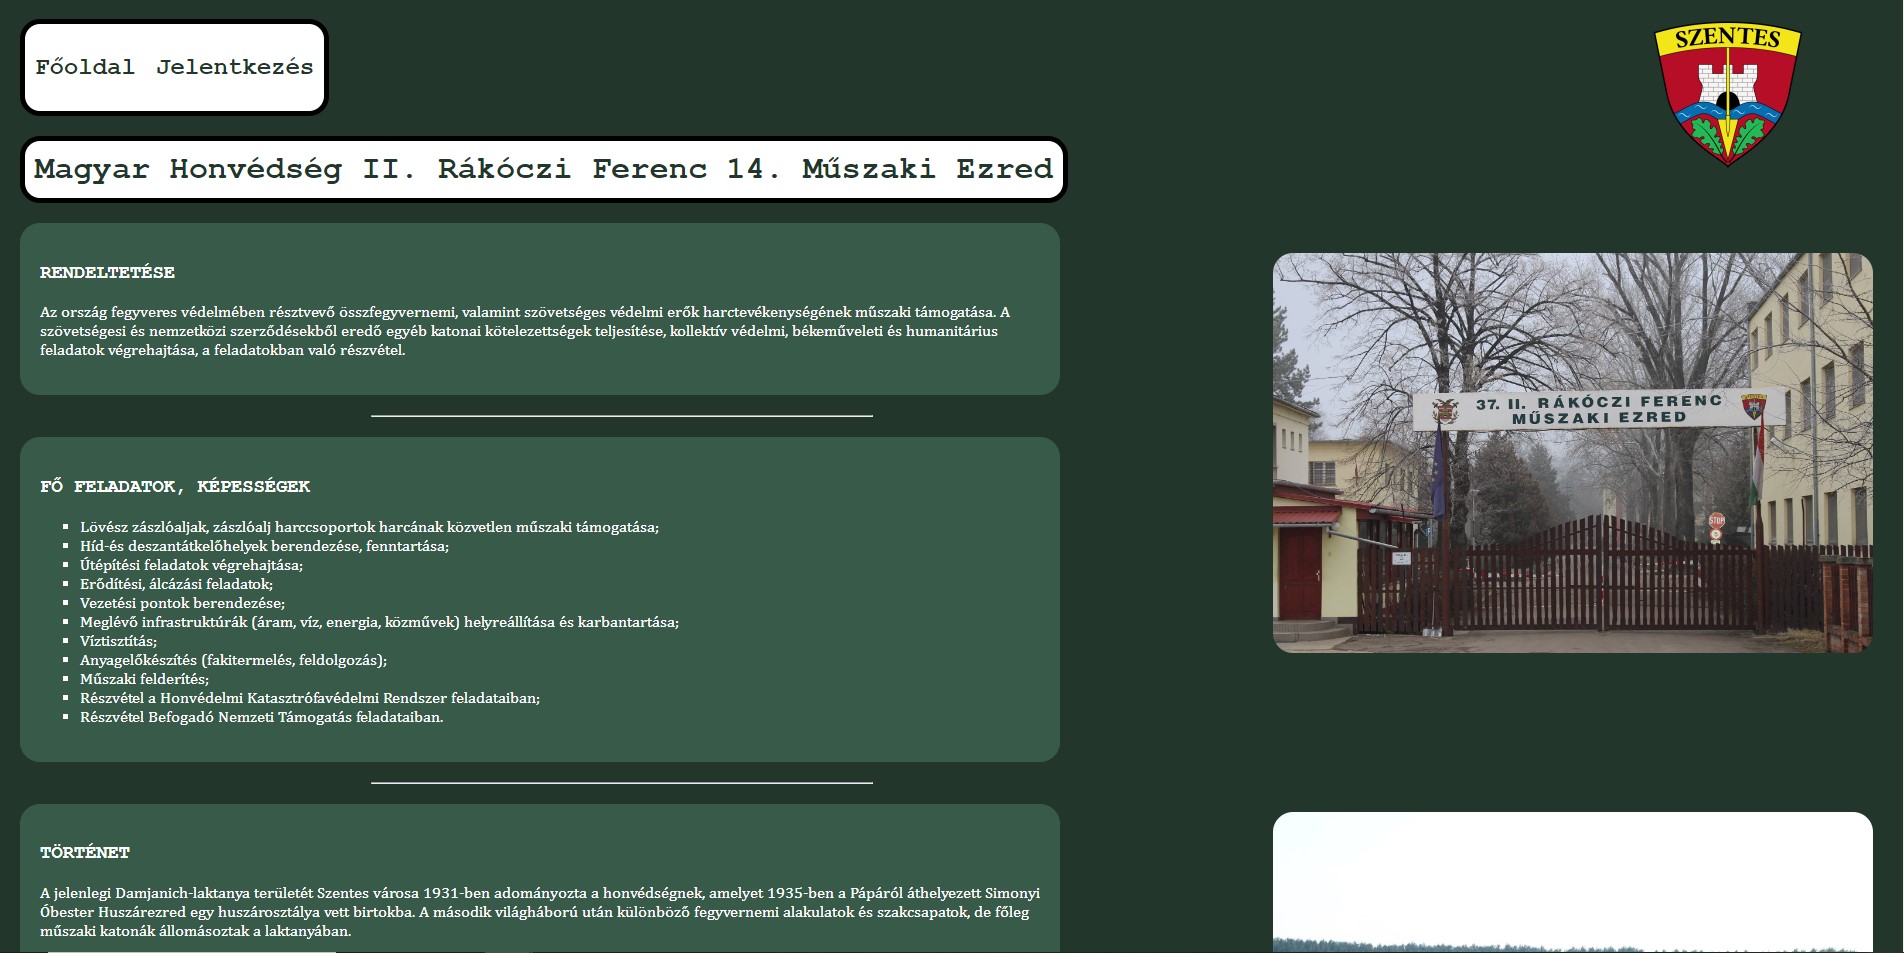 Főoldal Jelentkezés
SZENTES
Magyar Honvédség II. Rákóczi Ferenc 14. Műszaki Ezred
RENDELTETÉSE
Az ország fegyveres védelmében résztvevő összfegyvernemi, valamint szövetséges védelmi erők harctevékenységének műszaki támogatása. A
szövetségesi és nemzetközi szerződésekből eredő egyéb katonai kötelezettségek teljesítése, kollektív védelmi, békeműveleti és humanitárius
feladatok végrehajtása, a feladatokban való részvétel.
37. II. RÁKÓCZI FERENC
MŰSZAKI EZRED
STOP
FŐ FELADATOK, KÉPESSÉGEK
Lövész zászlóaljak, zászlóalj harccsoportok harcának közvetlen műszaki támogatása;
Híd-és deszantátkelőhelyek berendezése, fenntartása;
Útépítési feladatok végrehajtása;
Erődítési, álcázási feladatok;
Vezetési pontok berendezése;
Meglévő infrastruktúrák (áram, víz, energia, közművek) helyreállítása és karbantartása;
Víztisztítás;
Anyagelőkészítés (fakitermelés, feldolgozás);
Műszaki felderítés;
Részvétel a Honvédelmi Katasztrófavédelmi Rendszer feladataiban;
Részvétel Befogadó Nemzeti Támogatás feladataiban.
TÖRTÉNET
A jelenlegi Damjanich-laktanya területét Szentes városa 1931-ben adományozta a honvédségnek, amelyet 1935-ben a Pápáról áthelyezett Simonyi
Óbester Huszárezred egy huszárosztálya vett birtokba. A második világháború után különböző fegyvernemi alakulatok és szakcsapatok, de főleg
műszaki katonák állomásoztak a laktanyában.